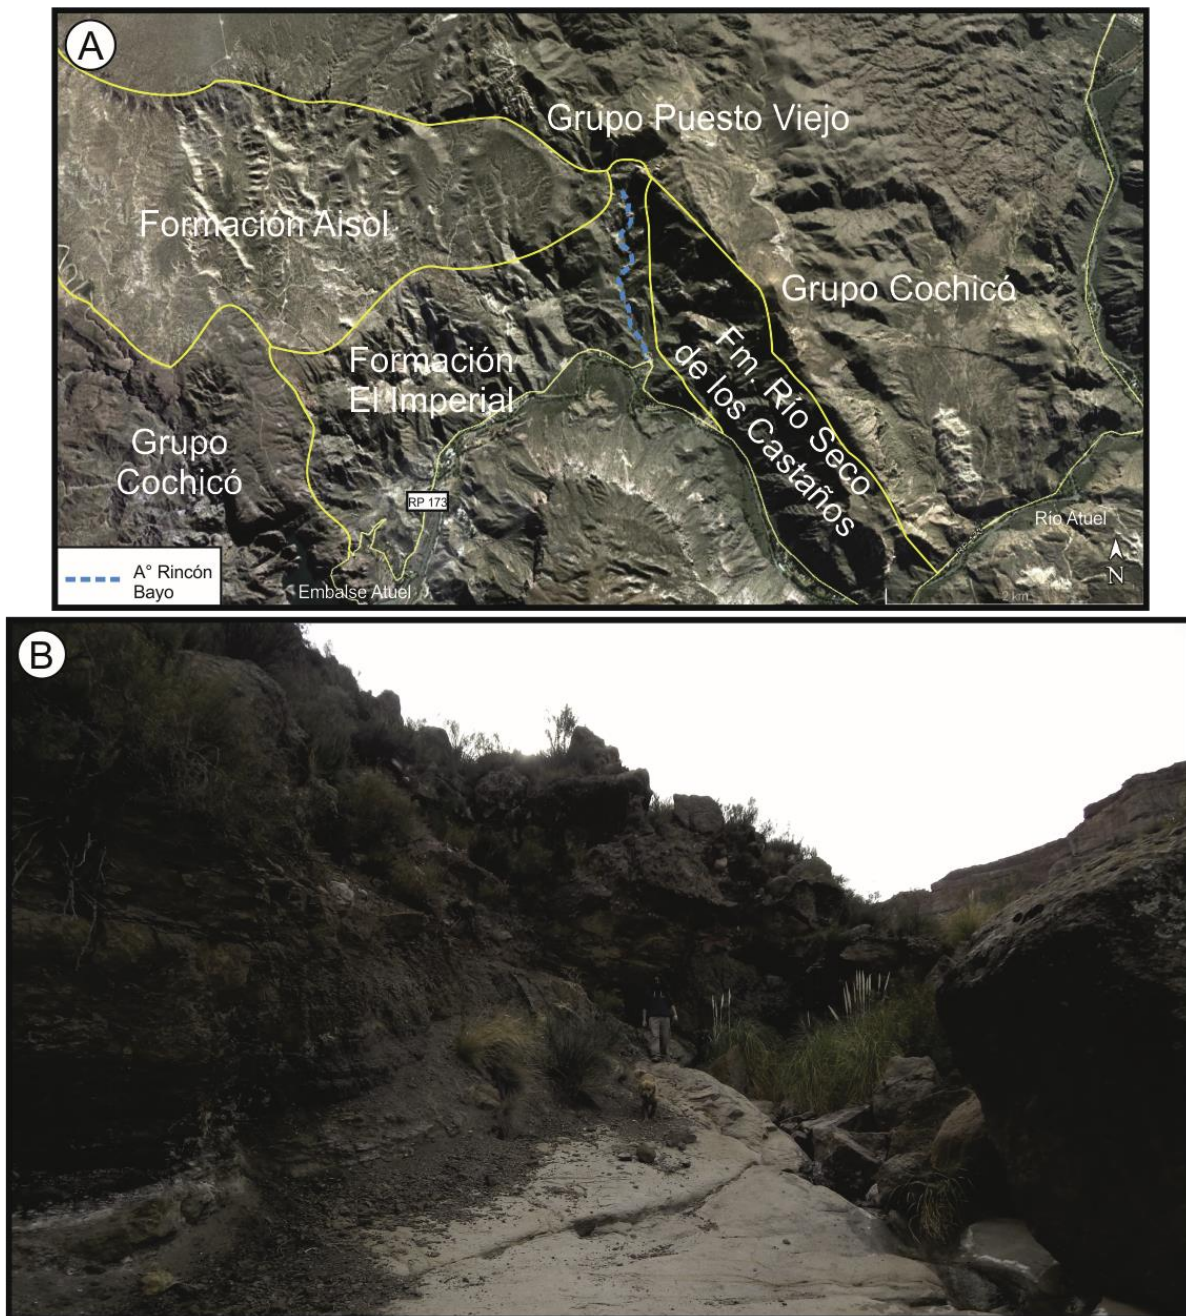 A
Grupo Puesto Viejo
Formación Aisol
Grupo Cochicó
Formación
El Imperial
Fm. Río Seco
de los Castaños
Grupo
Cochicó
RP 173
Río Atuel
N
A° Rincón
Bayo
Embalse Atuel
2 km
B